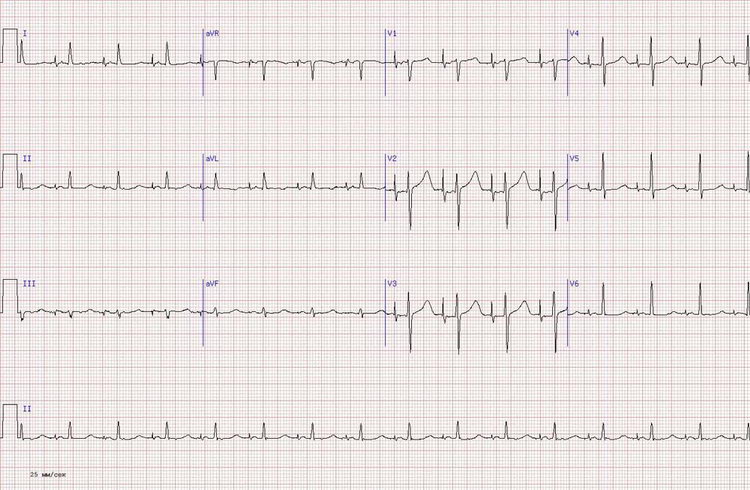 I aVR V1 V4
II aVL V2 V5
III aVF V3 V6
II
25 мм/сек